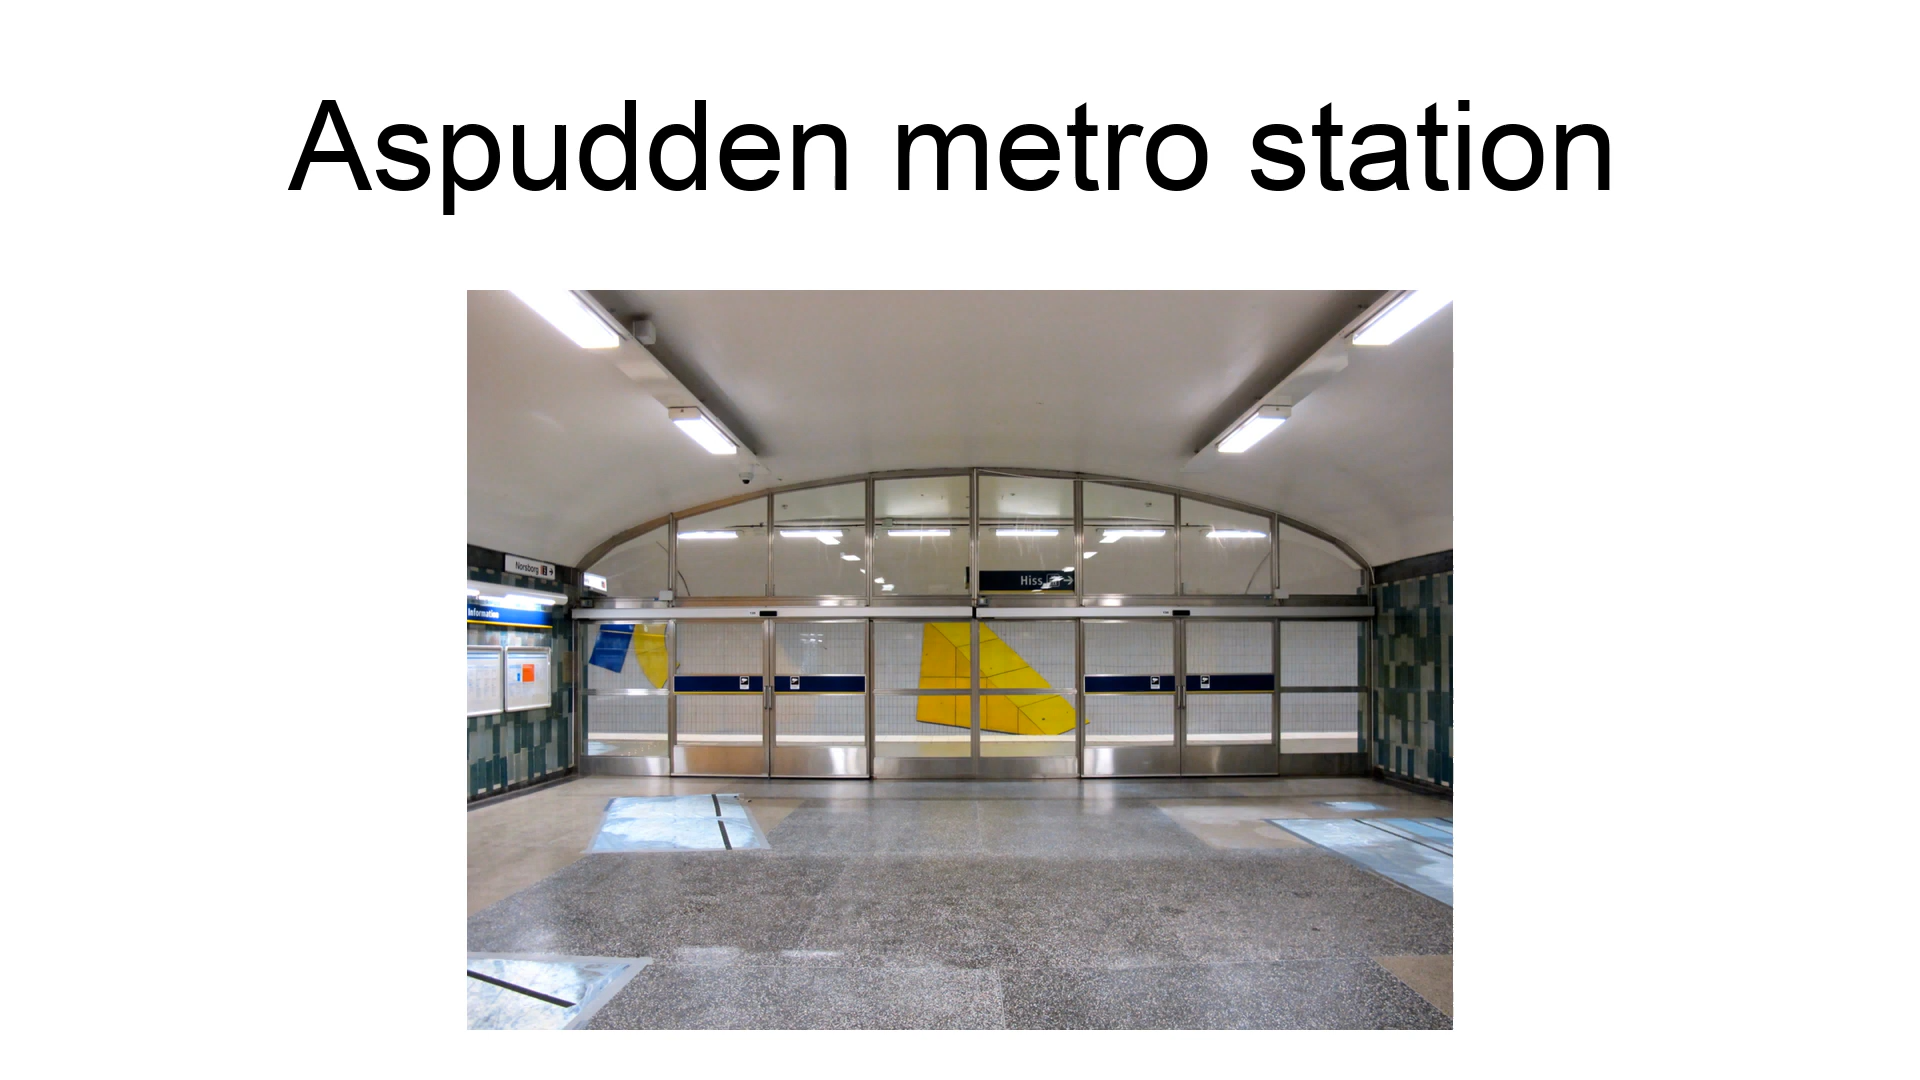 Aspudden metro station
Norsborg
Information
Hiss